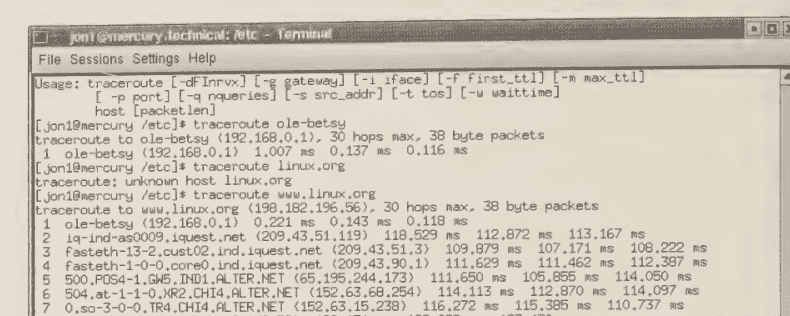 jon1@mercury.technical: /etc - Terminal
File Sessions Settings Help
Usage: traceroute [-dFInrvx] [-g gateway] [-i iface] [-f first_ttl] [-m max_ttl]
[ -p port] [-q nqueries] [-s src_addr] [-t tos] [-w waittime]
host [packetlen]
[jon1@mercury /etc]$ traceroute ole-betsy
traceroute to ole-betsy (192.168.0.1), 30 hops max, 38 byte packets
1 ole-betsy (192.168.0.1) 1.007 ms 0.137 ms 0.116 ms
[jon1@mercury /etc]$ traceroute linux.org
traceroute: unknown host linux.org
[jon1@mercury /etc]$ traceroute www.linux.org
traceroute to www.linux.org (198.182.196.56), 30 hops max, 38 byte packets
1 ole-betsy (192.168.0.1) 0.221 ms 0.143 ms 0.118 ms
2 iq-ind-as0009.iquest.net (209.43.51.119) 118.529 ms 112.872 ms 113.167 ms
3 fasteth-13-2.cust02.ind.iquest.net (209.43.51.3) 109.879 ms 107.171 ms 108.222 ms
4 fasteth-1-0-0.core0.ind.iquest.net (209.43.90.1) 111.629 ms 111.462 ms 112.387 ms
5 500.POS4-1.GW5.IND1.ALTER.NET (65.195.244.173) 111.650 ms 105.855 ms 114.050 ms
6 504.at-1-1-0.XR2.CHI4.ALTER.NET (152.63.68.254) 114.113 ms 112.870 ms 114.097 ms
7 0.so-3-0-0.TR4.CHI4.ALTER.NET (152.63.15.238) 116.272 ms 115.385 ms 110.737 ms